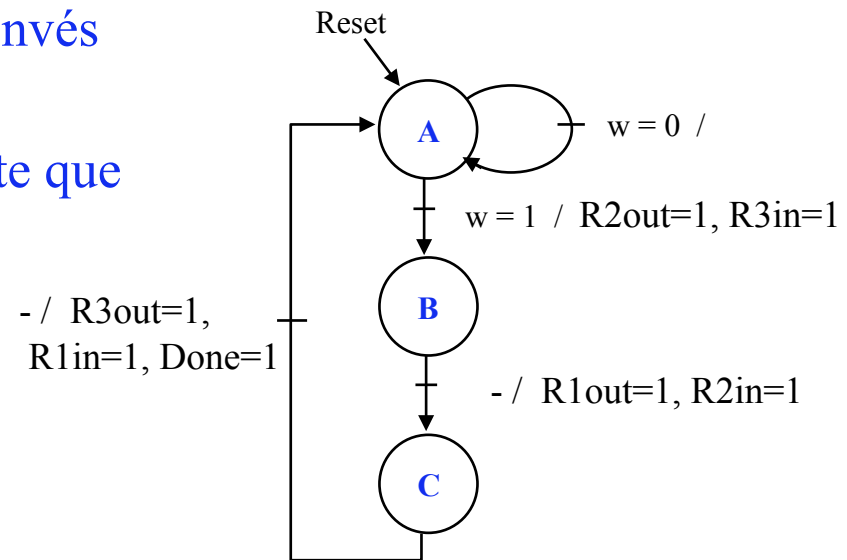 nvés
te que
Reset
A
w = 0 /
w = 1 / R2out=1, R3in=1
B
- / R3out=1,
R1in=1, Done=1
- / R1out=1, R2in=1
C